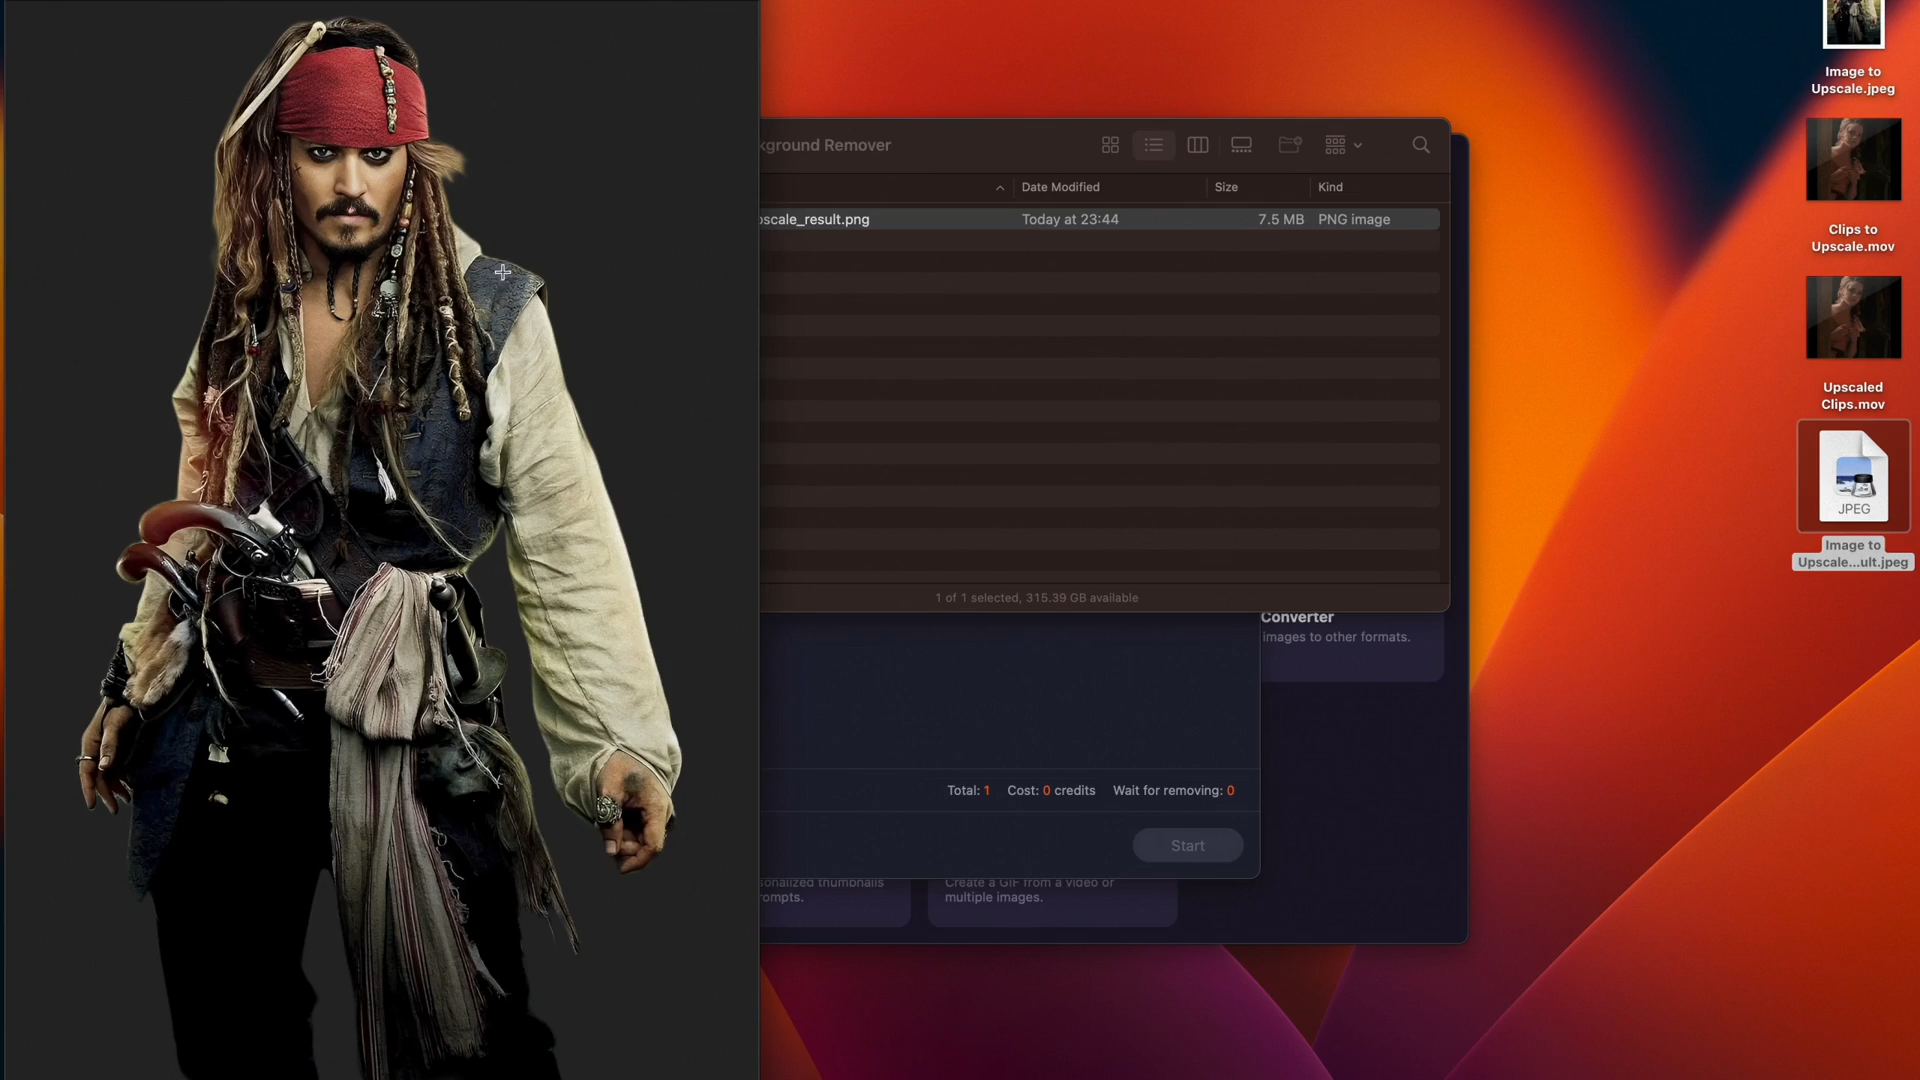 kground Remover
Date Modified
Size
Kind
pscale_result.png
Today at 23:44
7.5 MB
PNG image
1 of 1 selected, 315.39 GB available
Converter
images to other formats.
Total: 1 Cost: 0 credits Wait for removing: 0
Start
sonalized thumbnails
rompts.
Create a GIF from a video or
multiple images.
Image to
Upscale.jpeg
Clips to
Upscale.mov
Upscaled
Clips.mov
JPEG
Image to
Upscale...ult.jpeg